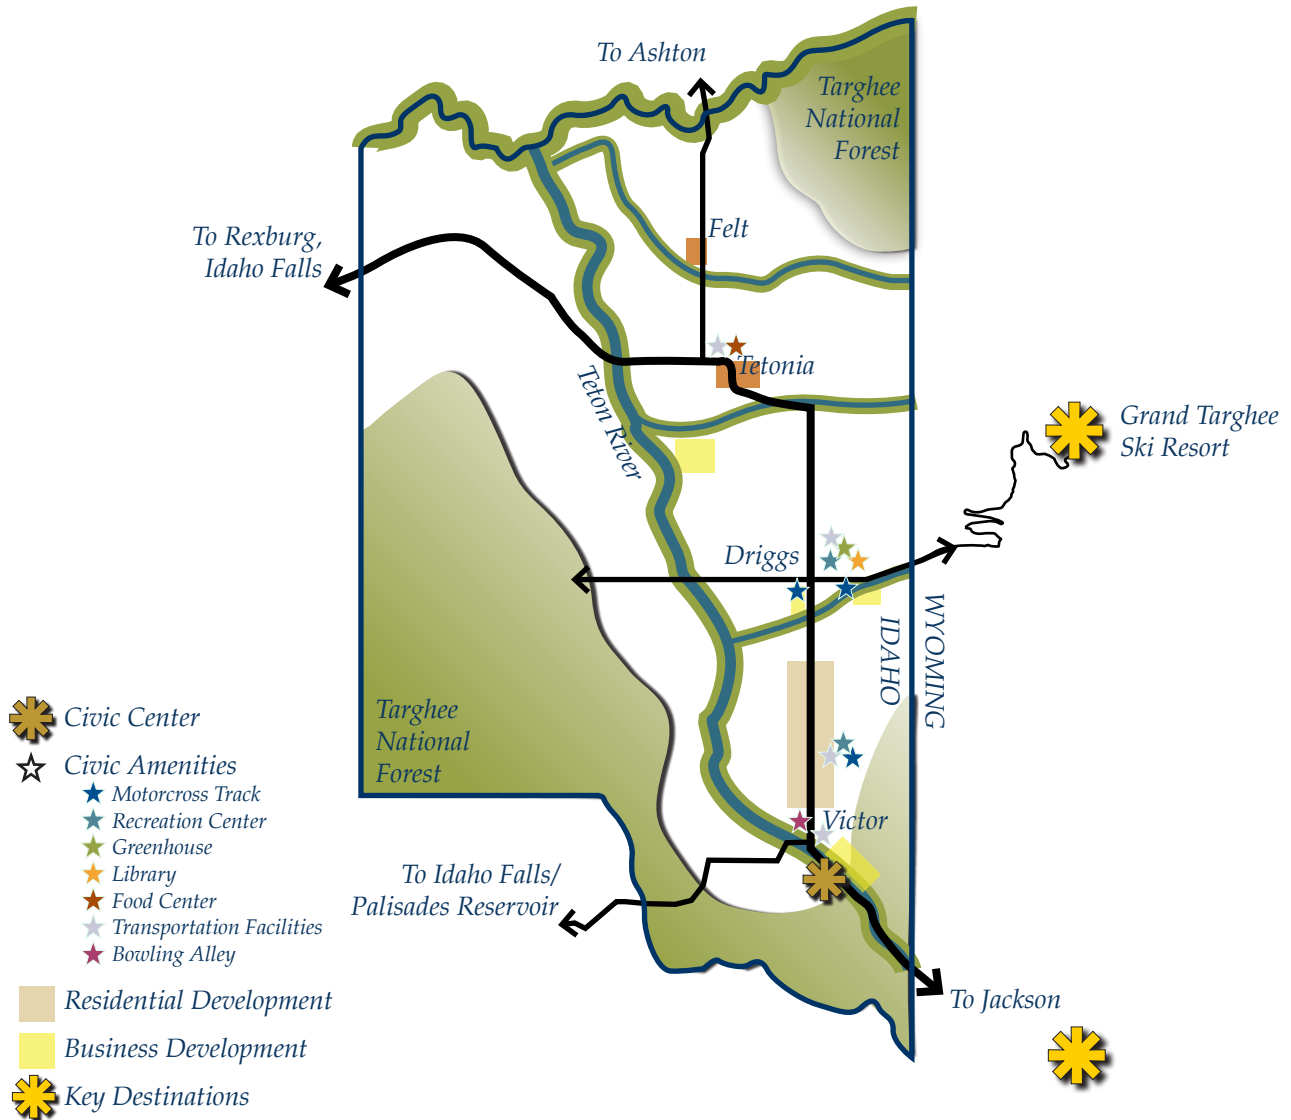 To Ashton
Targhee
National
Forest
Felt
To Rexburg,
Idaho Falls
Tetonia
Teton River
Grand Targhee
Ski Resort
Driggs
WYOMING
IDAHO
Targhee
National
Forest
Civic Center
Civic Amenities
Motorcross Track
Recreation Center
Greenhouse
Library
Food Center
Transportation Facilities
Bowling Alley
Victor
To Idaho Falls/
Palisades Reservoir
Residential Development
To Jackson
Business Development
Key Destinations